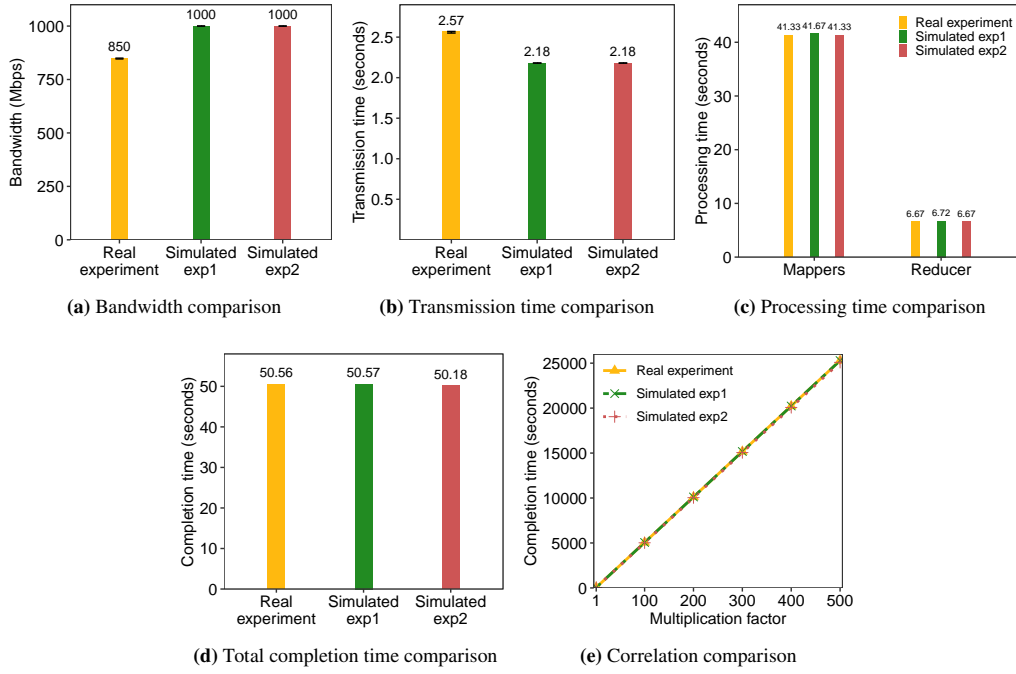 1000
750
500
250
0
Bandwidth (Mbps)
850
1000
1000
Real
experiment
Simulated
exp1
Simulated
exp2
(a) Bandwidth comparison
2.5
2.0
1.5
1.0
0.5
Transmission time (seconds)
2.57
2.18
2.18
Real
experiment
Simulated
exp1
Simulated
exp2
(b) Transmission time comparison
40
30
20
10
0
Processing time (seconds)
41.33
41.67
41.33
6.67
6.72
6.67
Real experiment
Simulated exp1
Simulated exp2
Mappers
Reducer
(c) Processing time comparison
50
40
30
20
10
0
Completion time (seconds)
50.56
50.57
50.18
Real
experiment
Simulated
exp1
Simulated
exp2
(d) Total completion time comparison
25000
20000
15000
10000
5000
0
Completion time (seconds)
Real experiment
Simulated exp1
Simulated exp2
1
100
200
300
400
500
Multiplication factor
(e) Correlation comparison